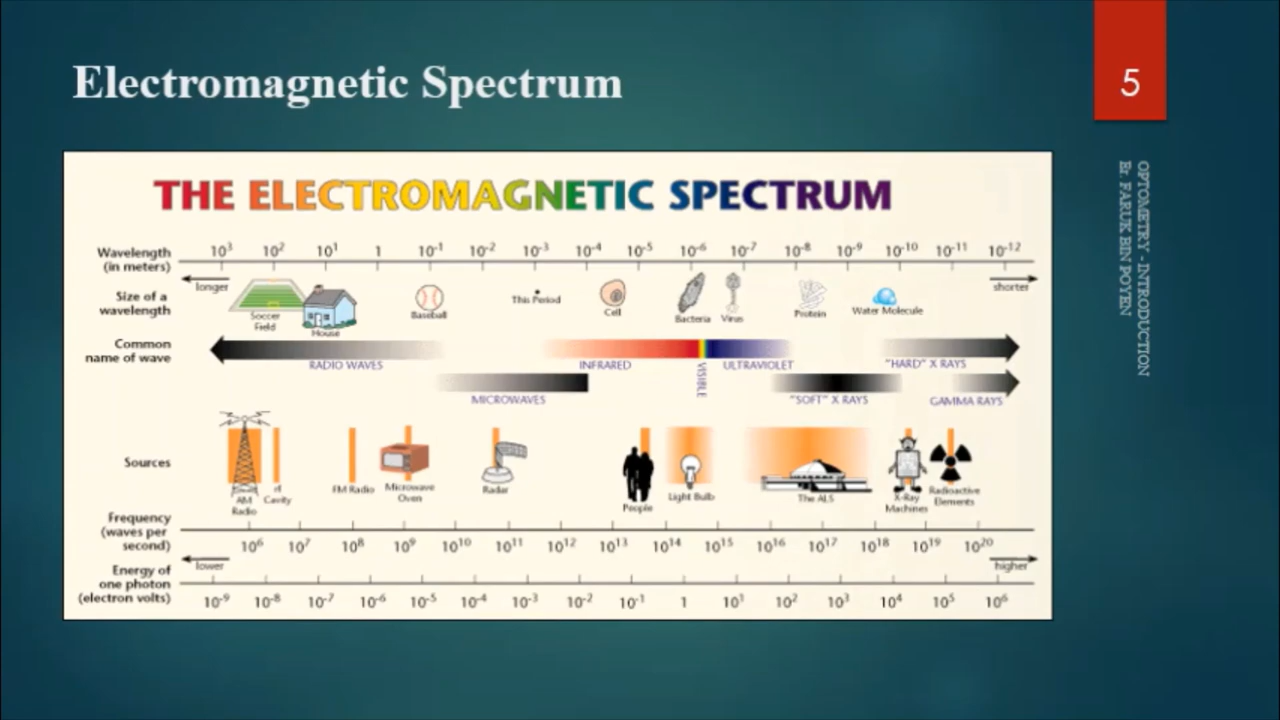 Electromagnetic Spectrum
5
OPTOMETRY - INTRODUCTION
Er. FARUK BIN POYEN
THE ELECTROMAGNETIC SPECTRUM
Wavelength
(in meters)
10³ 10² 10¹ 1 10⁻¹ 10⁻² 10⁻³ 10⁻⁴ 10⁻⁵ 10⁻⁶ 10⁻⁷ 10⁻⁸ 10⁻⁹ 10⁻¹⁰ 10⁻¹¹ 10⁻¹²
longer
shorter
Size of a
wavelength
Soccer
Field
House
Baseball
This Period
Cell
Bacteria
Virus
Protein
Water Molecule
Common
name of wave
RADIO WAVES
INFRARED
VISIBLE
ULTRAVIOLET
"HARD" X RAYS
MICROWAVES
"SOFT" X RAYS
GAMMA RAYS
Sources
AM
Radio
rf
Cavity
FM Radio
Microwave
Oven
Radar
People
Light Bulb
The ALS
X-Ray
Machines
Radioactive
Elements
Frequency
(waves per
second)
10⁶ 10⁷ 10⁸ 10⁹ 10¹⁰ 10¹¹ 10¹² 10¹³ 10¹⁴ 10¹⁵ 10¹⁶ 10¹⁷ 10¹⁸ 10¹⁹ 10²⁰
lower
higher
Energy of
one photon
(electron volts)
10⁻⁹ 10⁻⁸ 10⁻⁷ 10⁻⁶ 10⁻⁵ 10⁻⁴ 10⁻³ 10⁻² 10⁻¹ 1 10¹ 10² 10³ 10⁴ 10⁵ 10⁶